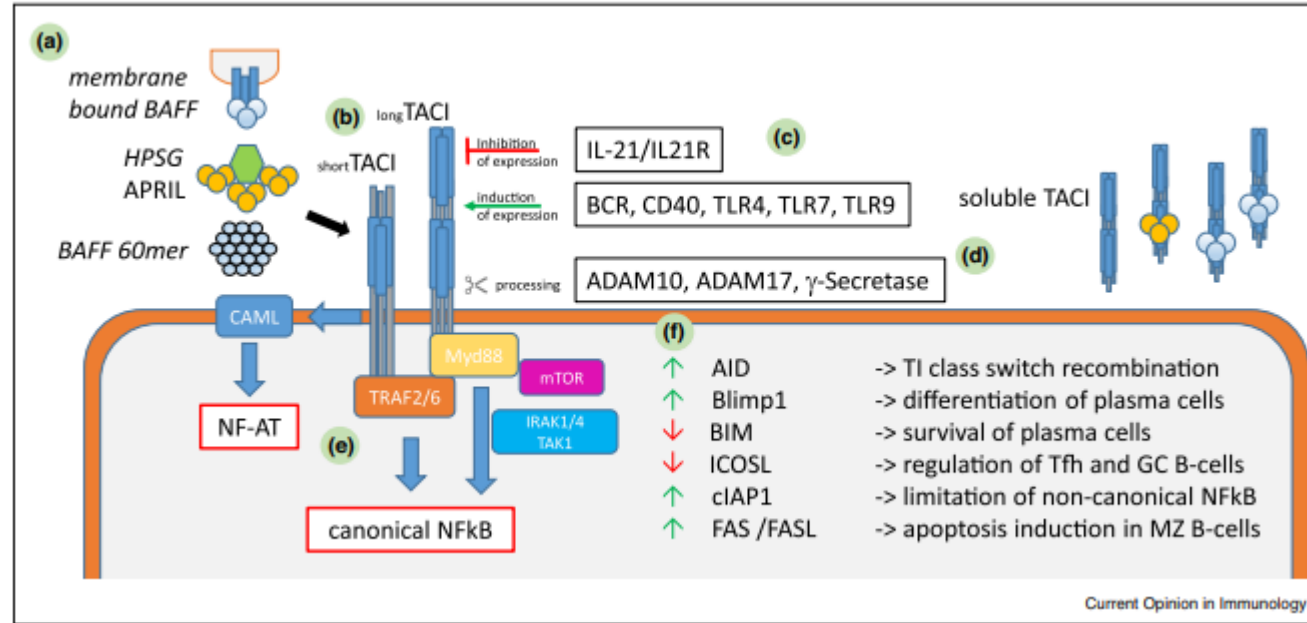 (a)
membrane
bound BAFF
HPSG
APRIL
BAFF 60mer
(b)
long TACI
short TACI
Inhibition
of expression
IL-21/IL21R
(c)
induction
of expression
BCR, CD40, TLR4, TLR7, TLR9
processing
ADAM10, ADAM17, γ-Secretase
(d)
soluble TACI
CAML
NF-AT
Myd88
mTOR
TRAF2/6
IRAK1/4
TAK1
(e)
canonical NFkB
(f)
↑ AID -> TI class switch recombination
↑ Blimp1 -> differentiation of plasma cells
↓ BIM -> survival of plasma cells
↓ ICOSL -> regulation of Tfh and GC B-cells
↑ cIAP1 -> limitation of non-canonical NFkB
↑ FAS /FASL -> apoptosis induction in MZ B-cells
Current Opinion in Immunology